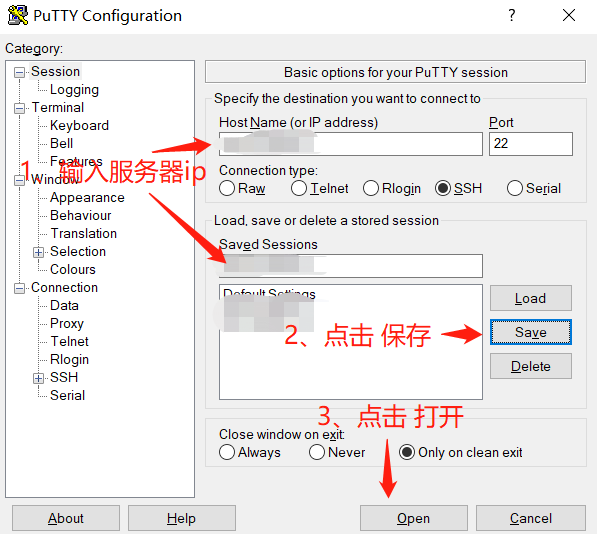 PuTTY Configuration
?
Category:
Session
Logging
Terminal
Keyboard
Bell
Features
Window
Appearance
Behaviour
Translation
Selection
Colours
Connection
Data
Proxy
Telnet
Rlogin
SSH
Serial
Basic options for your PuTTY session
Specify the destination you want to connect to
Host Name (or IP address)
Port
22
1、输入服务器ip
Connection type:
Raw
Telnet
Rlogin
SSH
Serial
Load, save or delete a stored session
Saved Sessions
Default Settings
Load
Save
Delete
2、点击 保存
3、点击 打开
Close window on exit:
Always
Never
Only on clean exit
About
Help
Open
Cancel